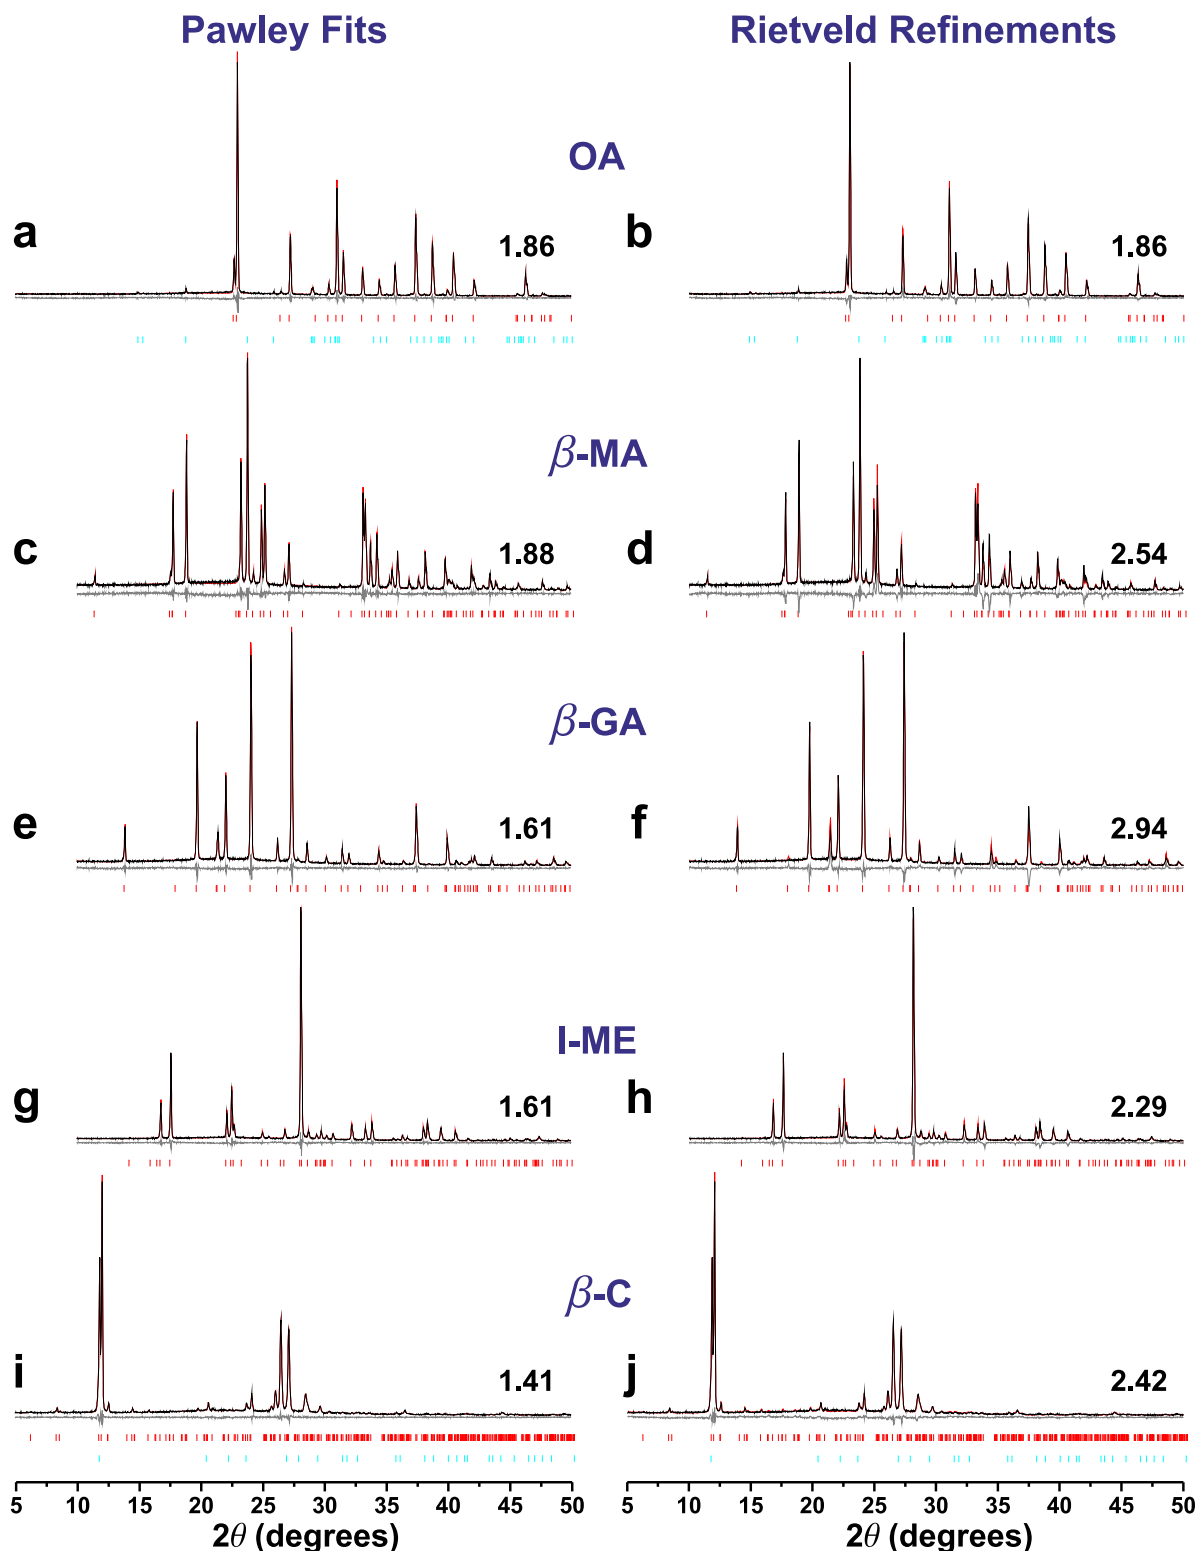 Pawley Fits Rietveld Refinements
OA
a 1.86 b 1.86
β-MA
c 1.88 d 2.54
β-GA
e 1.61 f 2.94
I-ME
g 1.61 h 2.29
β-C
i 1.41 j 2.42
5 10 15 20 25 30 35 40 45 50 5 10 15 20 25 30 35 40 45 50
2θ (degrees) 2θ (degrees)